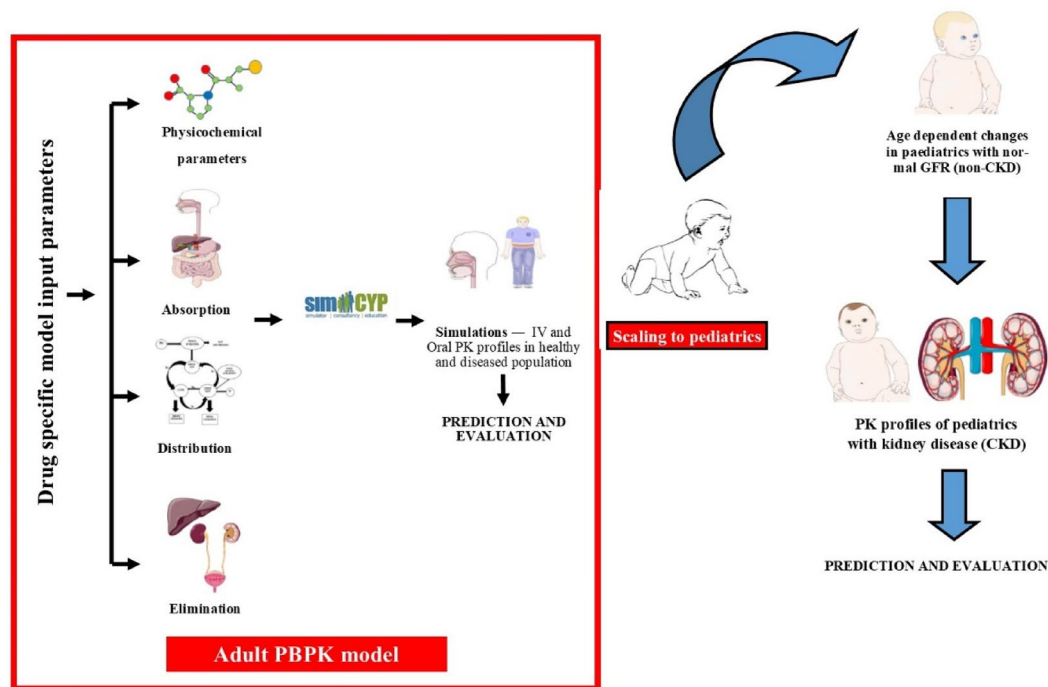 Drug specific model input parameters
Physicochemical
parameters
Absorption
Distribution
Elimination
simCYP
simulator | consultancy | education
Simulations — IV and
Oral PK profiles in healthy
and diseased population
PREDICTION AND
EVALUATION
Adult PBPK model
Scaling to pediatrics
Age dependent changes
in paediatrics with nor-
mal GFR (non-CKD)
PK profiles of pediatrics
with kidney disease (CKD)
PREDICTION AND EVALUATION